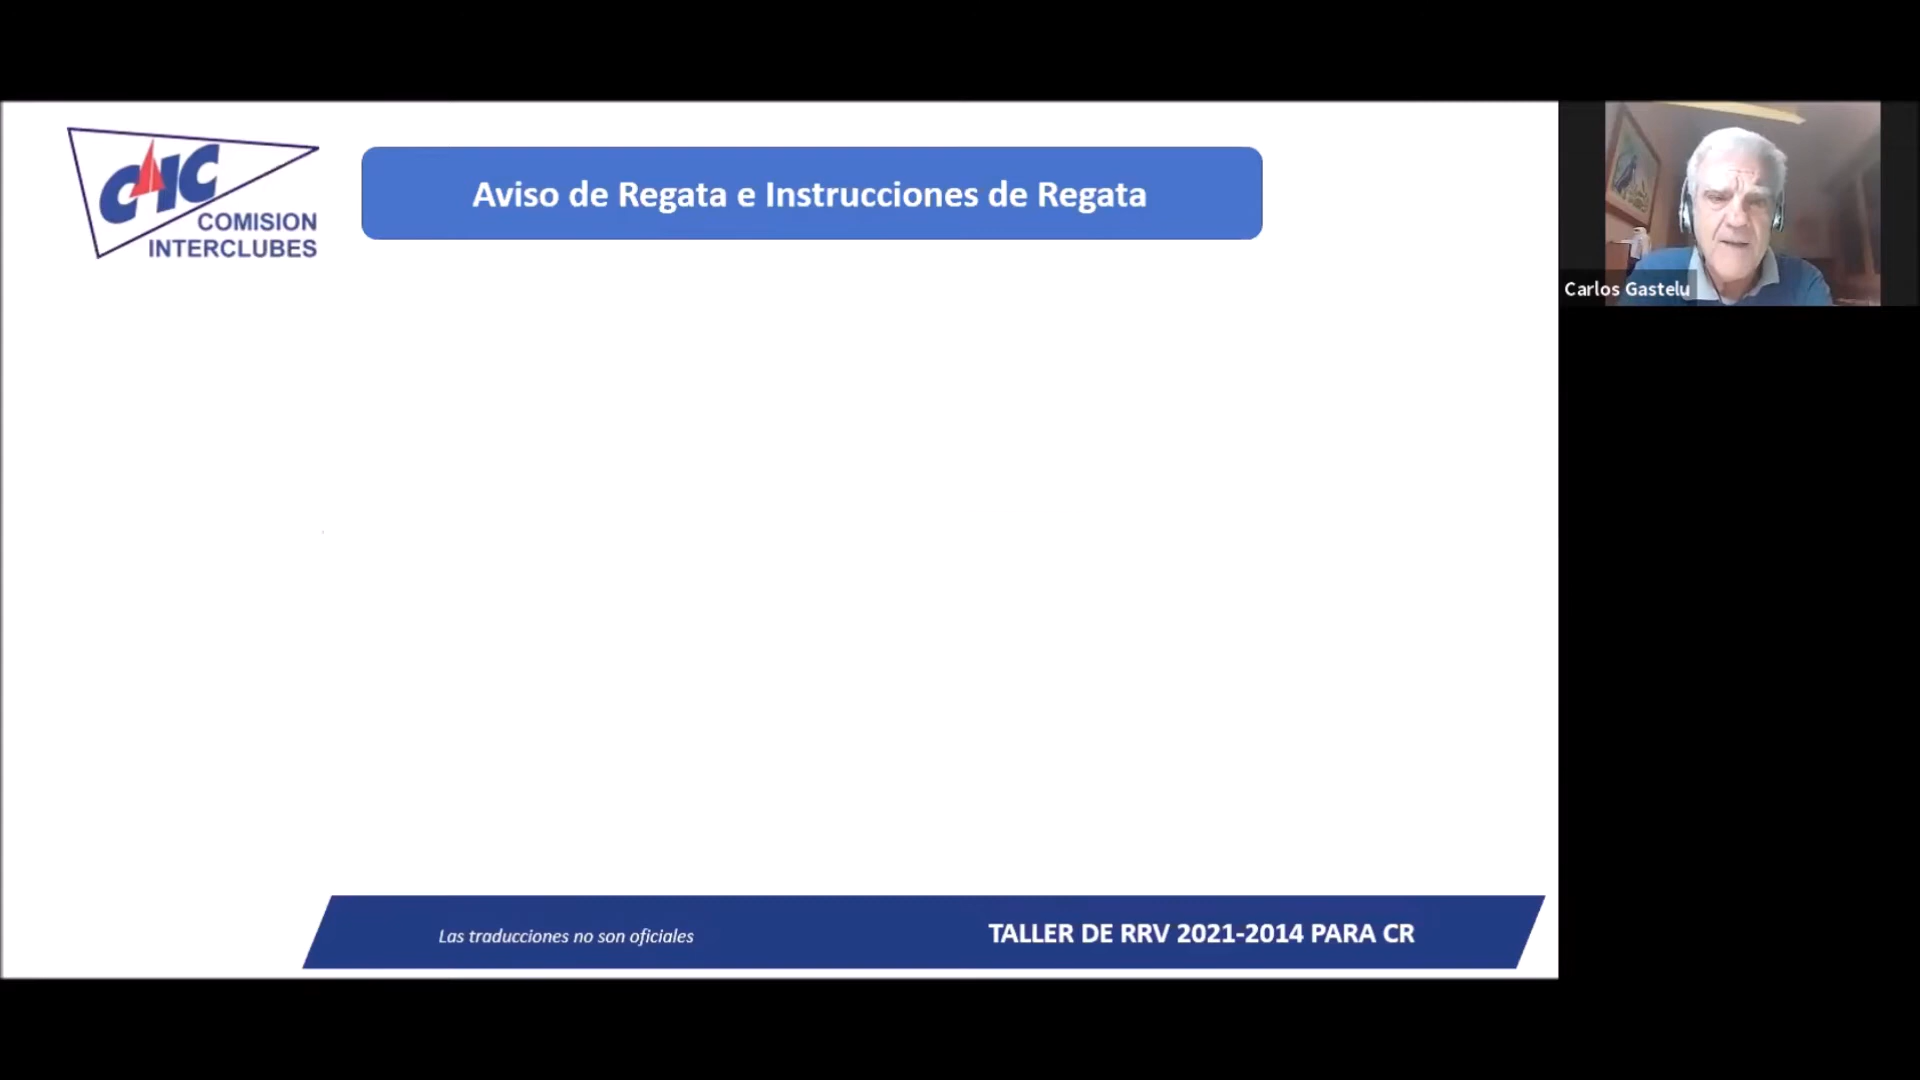 CIC
COMISION
INTERCLUBES
Aviso de Regata e Instrucciones de Regata
Carlos Gastelu
Las traducciones no son oficiales
TALLER DE RRV 2021-2014 PARA CR